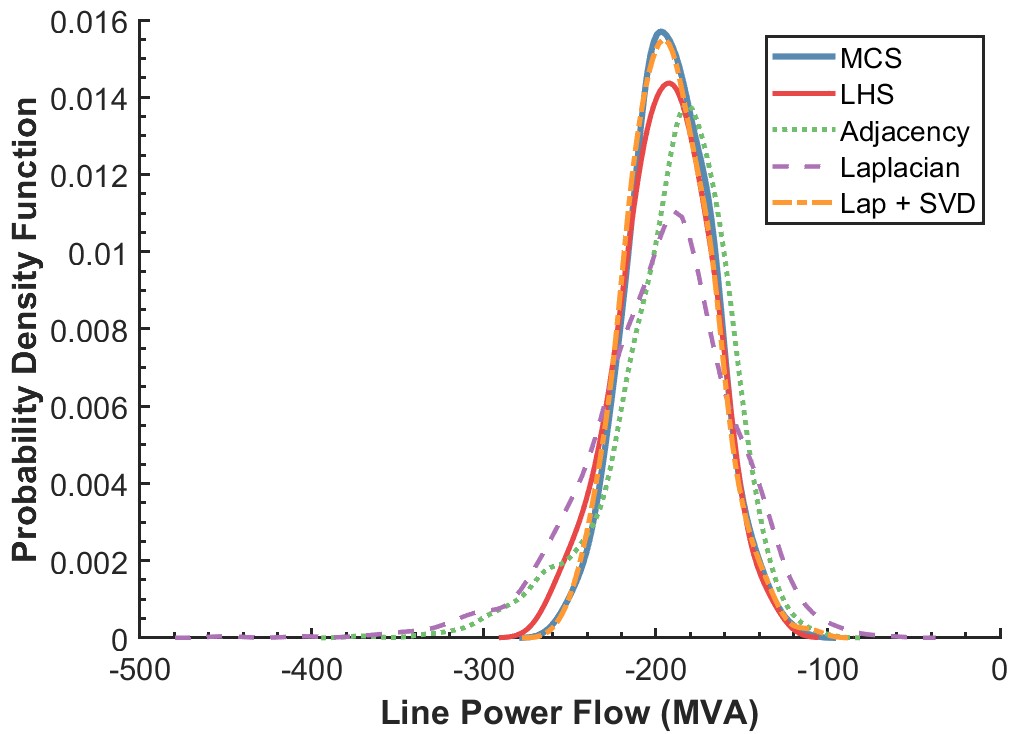 Probability Density Function
0.016
0.014
0.012
0.01
0.008
0.006
0.004
0.002
0
MCS
LHS
Adjacency
Laplacian
Lap + SVD
-500
-400
-300
-200
-100
0
Line Power Flow (MVA)